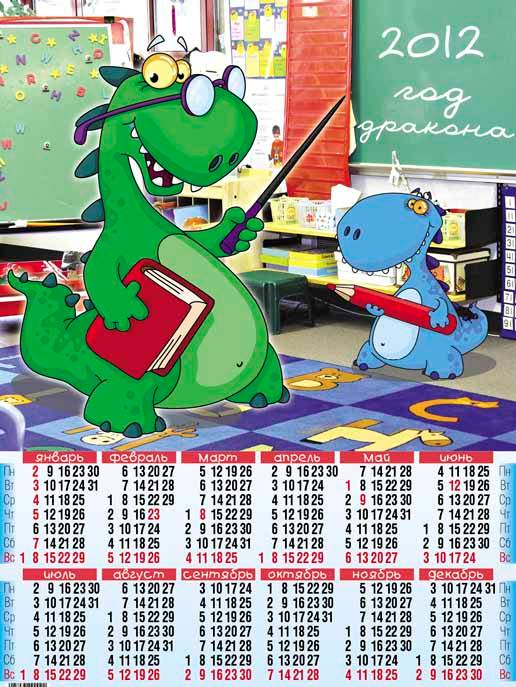 2012
год
дракона
январь февраль март апрель май июнь
Пн 2 9 16 23 30 6 13 20 27 5 12 19 26 2 9 16 23 30 7 14 21 28 4 11 18 25 Пн
Вт 3 10 17 24 31 7 14 21 28 6 13 20 27 3 10 17 24 1 8 15 22 29 5 12 19 26 Вт
Ср 4 11 18 25 1 8 15 22 29 7 14 21 28 4 11 18 25 2 9 16 23 30 6 13 20 27 Ср
Чт 5 12 19 26 2 9 16 23 1 8 15 22 29 5 12 19 26 3 10 17 24 31 7 14 21 28 Чт
Пт 6 13 20 27 3 10 17 24 2 9 16 23 30 6 13 20 27 4 11 18 25 1 8 15 22 29 Пт
Сб 7 14 21 28 4 11 18 25 3 10 17 24 31 7 14 21 28 5 12 19 26 2 9 16 23 30 Сб
Вс 1 8 15 22 29 5 12 19 26 4 11 18 25 1 8 15 22 29 6 13 20 27 3 10 17 24 Вс
июль август сентябрь октябрь ноябрь декабрь
Пн 2 9 16 23 30 6 13 20 27 3 10 17 24 1 8 15 22 29 5 12 19 26 3 10 17 24 31 Пн
Вт 3 10 17 24 31 7 14 21 28 4 11 18 25 2 9 16 23 30 6 13 20 27 4 11 18 25 Вт
Ср 4 11 18 25 1 8 15 22 29 5 12 19 26 3 10 17 24 31 7 14 21 28 5 12 19 26 Ср
Чт 5 12 19 26 2 9 16 23 30 6 13 20 27 4 11 18 25 1 8 15 22 29 6 13 20 27 Чт
Пт 6 13 20 27 3 10 17 24 31 7 14 21 28 5 12 19 26 2 9 16 23 30 7 14 21 28 Пт
Сб 7 14 21 28 4 11 18 25 1 8 15 22 29 6 13 20 27 3 10 17 24 1 8 15 22 29 Сб
Вс 1 8 15 22 29 5 12 19 26 2 9 16 23 30 7 14 21 28 4 11 18 25 2 9 16 23 30 Вс